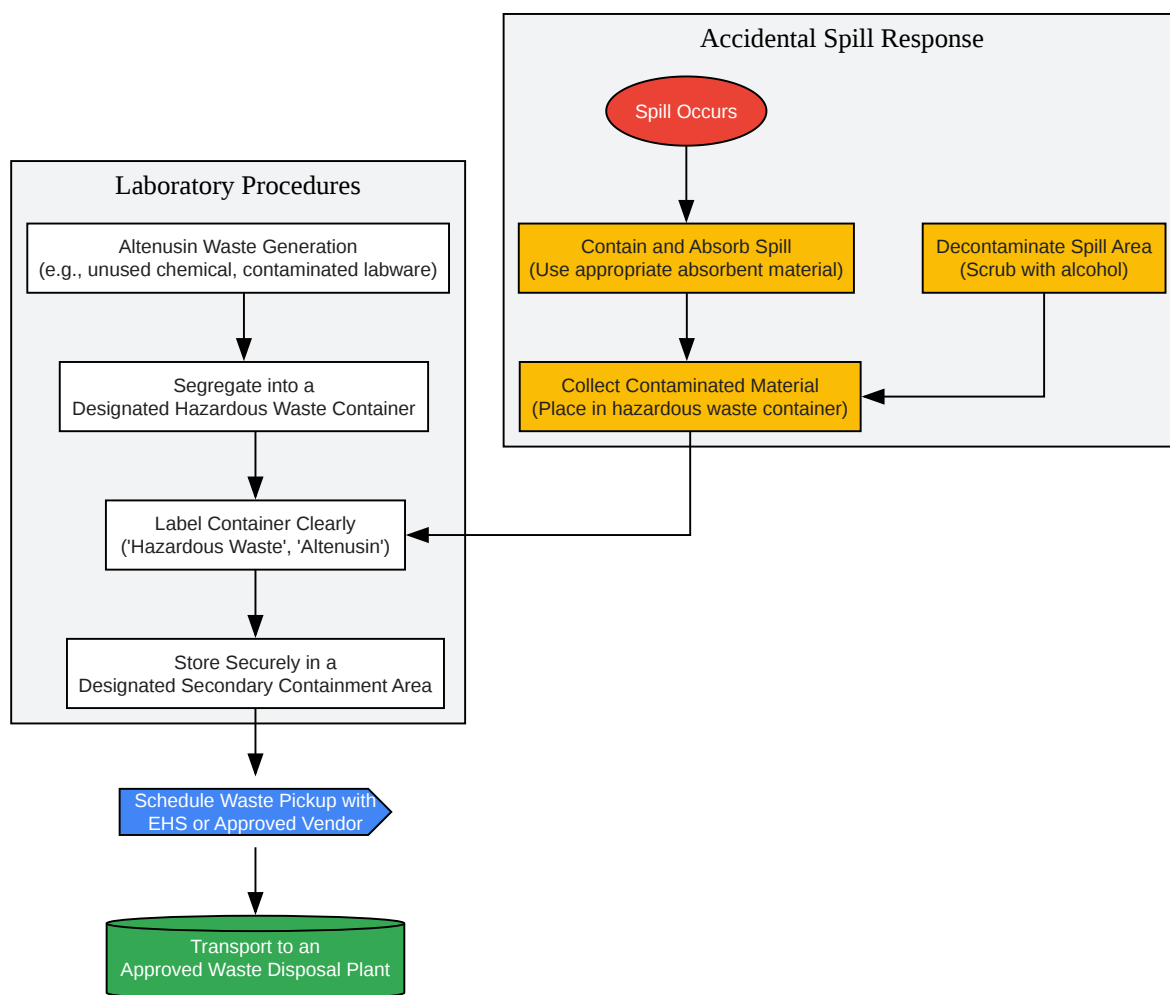 Accidental Spill Response
Spill Occurs
Laboratory Procedures
Altenusin Waste Generation
(e.g., unused chemical, contaminated labware)
Contain and Absorb Spill
(Use appropriate absorbent material)
Decontaminate Spill Area
(Scrub with alcohol)
Segregate into a
Designated Hazardous Waste Container
Collect Contaminated Material
(Place in hazardous waste container)
Label Container Clearly
('Hazardous Waste', 'Altenusin')
Store Securely in a
Designated Secondary Containment Area
Schedule Waste Pickup with
EHS or Approved Vendor
Transport to an
Approved Waste Disposal Plant